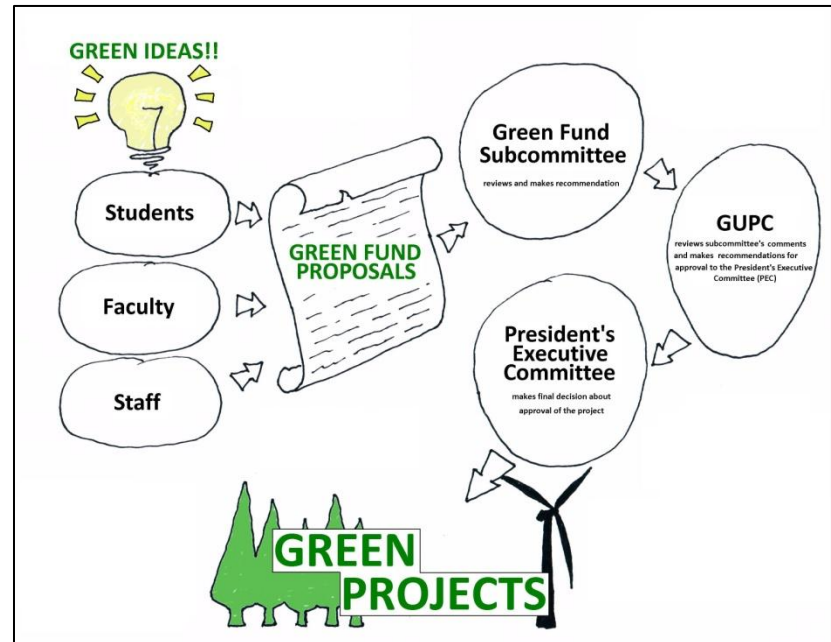 GREEN IDEAS!!
Students
Faculty
Staff
GREEN FUND
PROPOSALS
Green Fund
Subcommittee
reviews and makes recommendation
GUPC
reviews subcommittee's comments
and makes recommendations for
approval to the President's Executive
Committee (PEC)
President's
Executive
Committee
makes final decision about
approval of the project
GREEN
PROJECTS